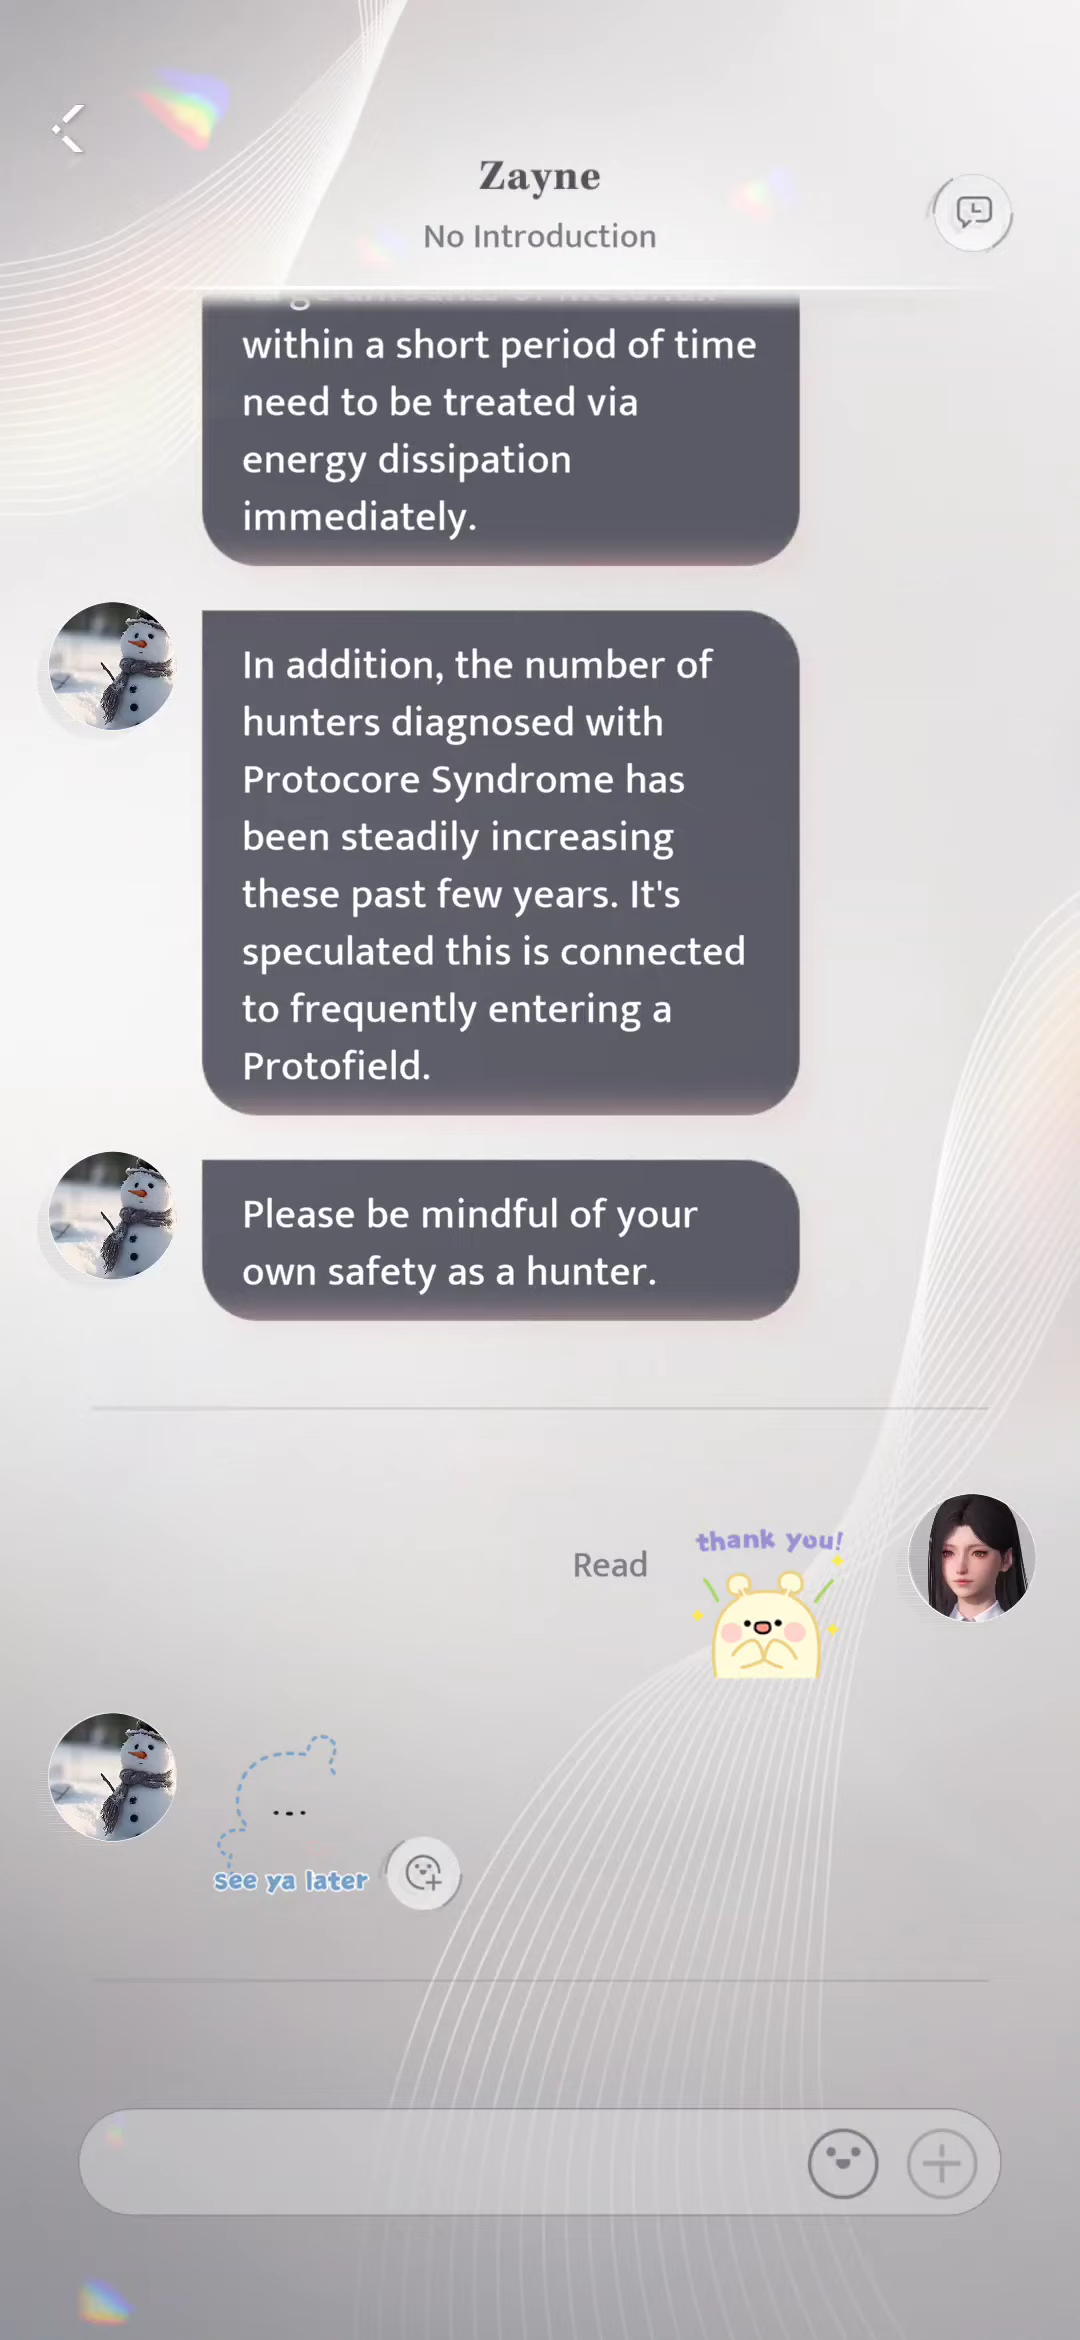 Zayne
No Introduction
within a short period of time
need to be treated via
energy dissipation
immediately.
In addition, the number of
hunters diagnosed with
Protocore Syndrome has
been steadily increasing
these past few years. It's
speculated this is connected
to frequently entering a
Protofield.
Please be mindful of your
own safety as a hunter.
thank you!
Read
...
see ya later